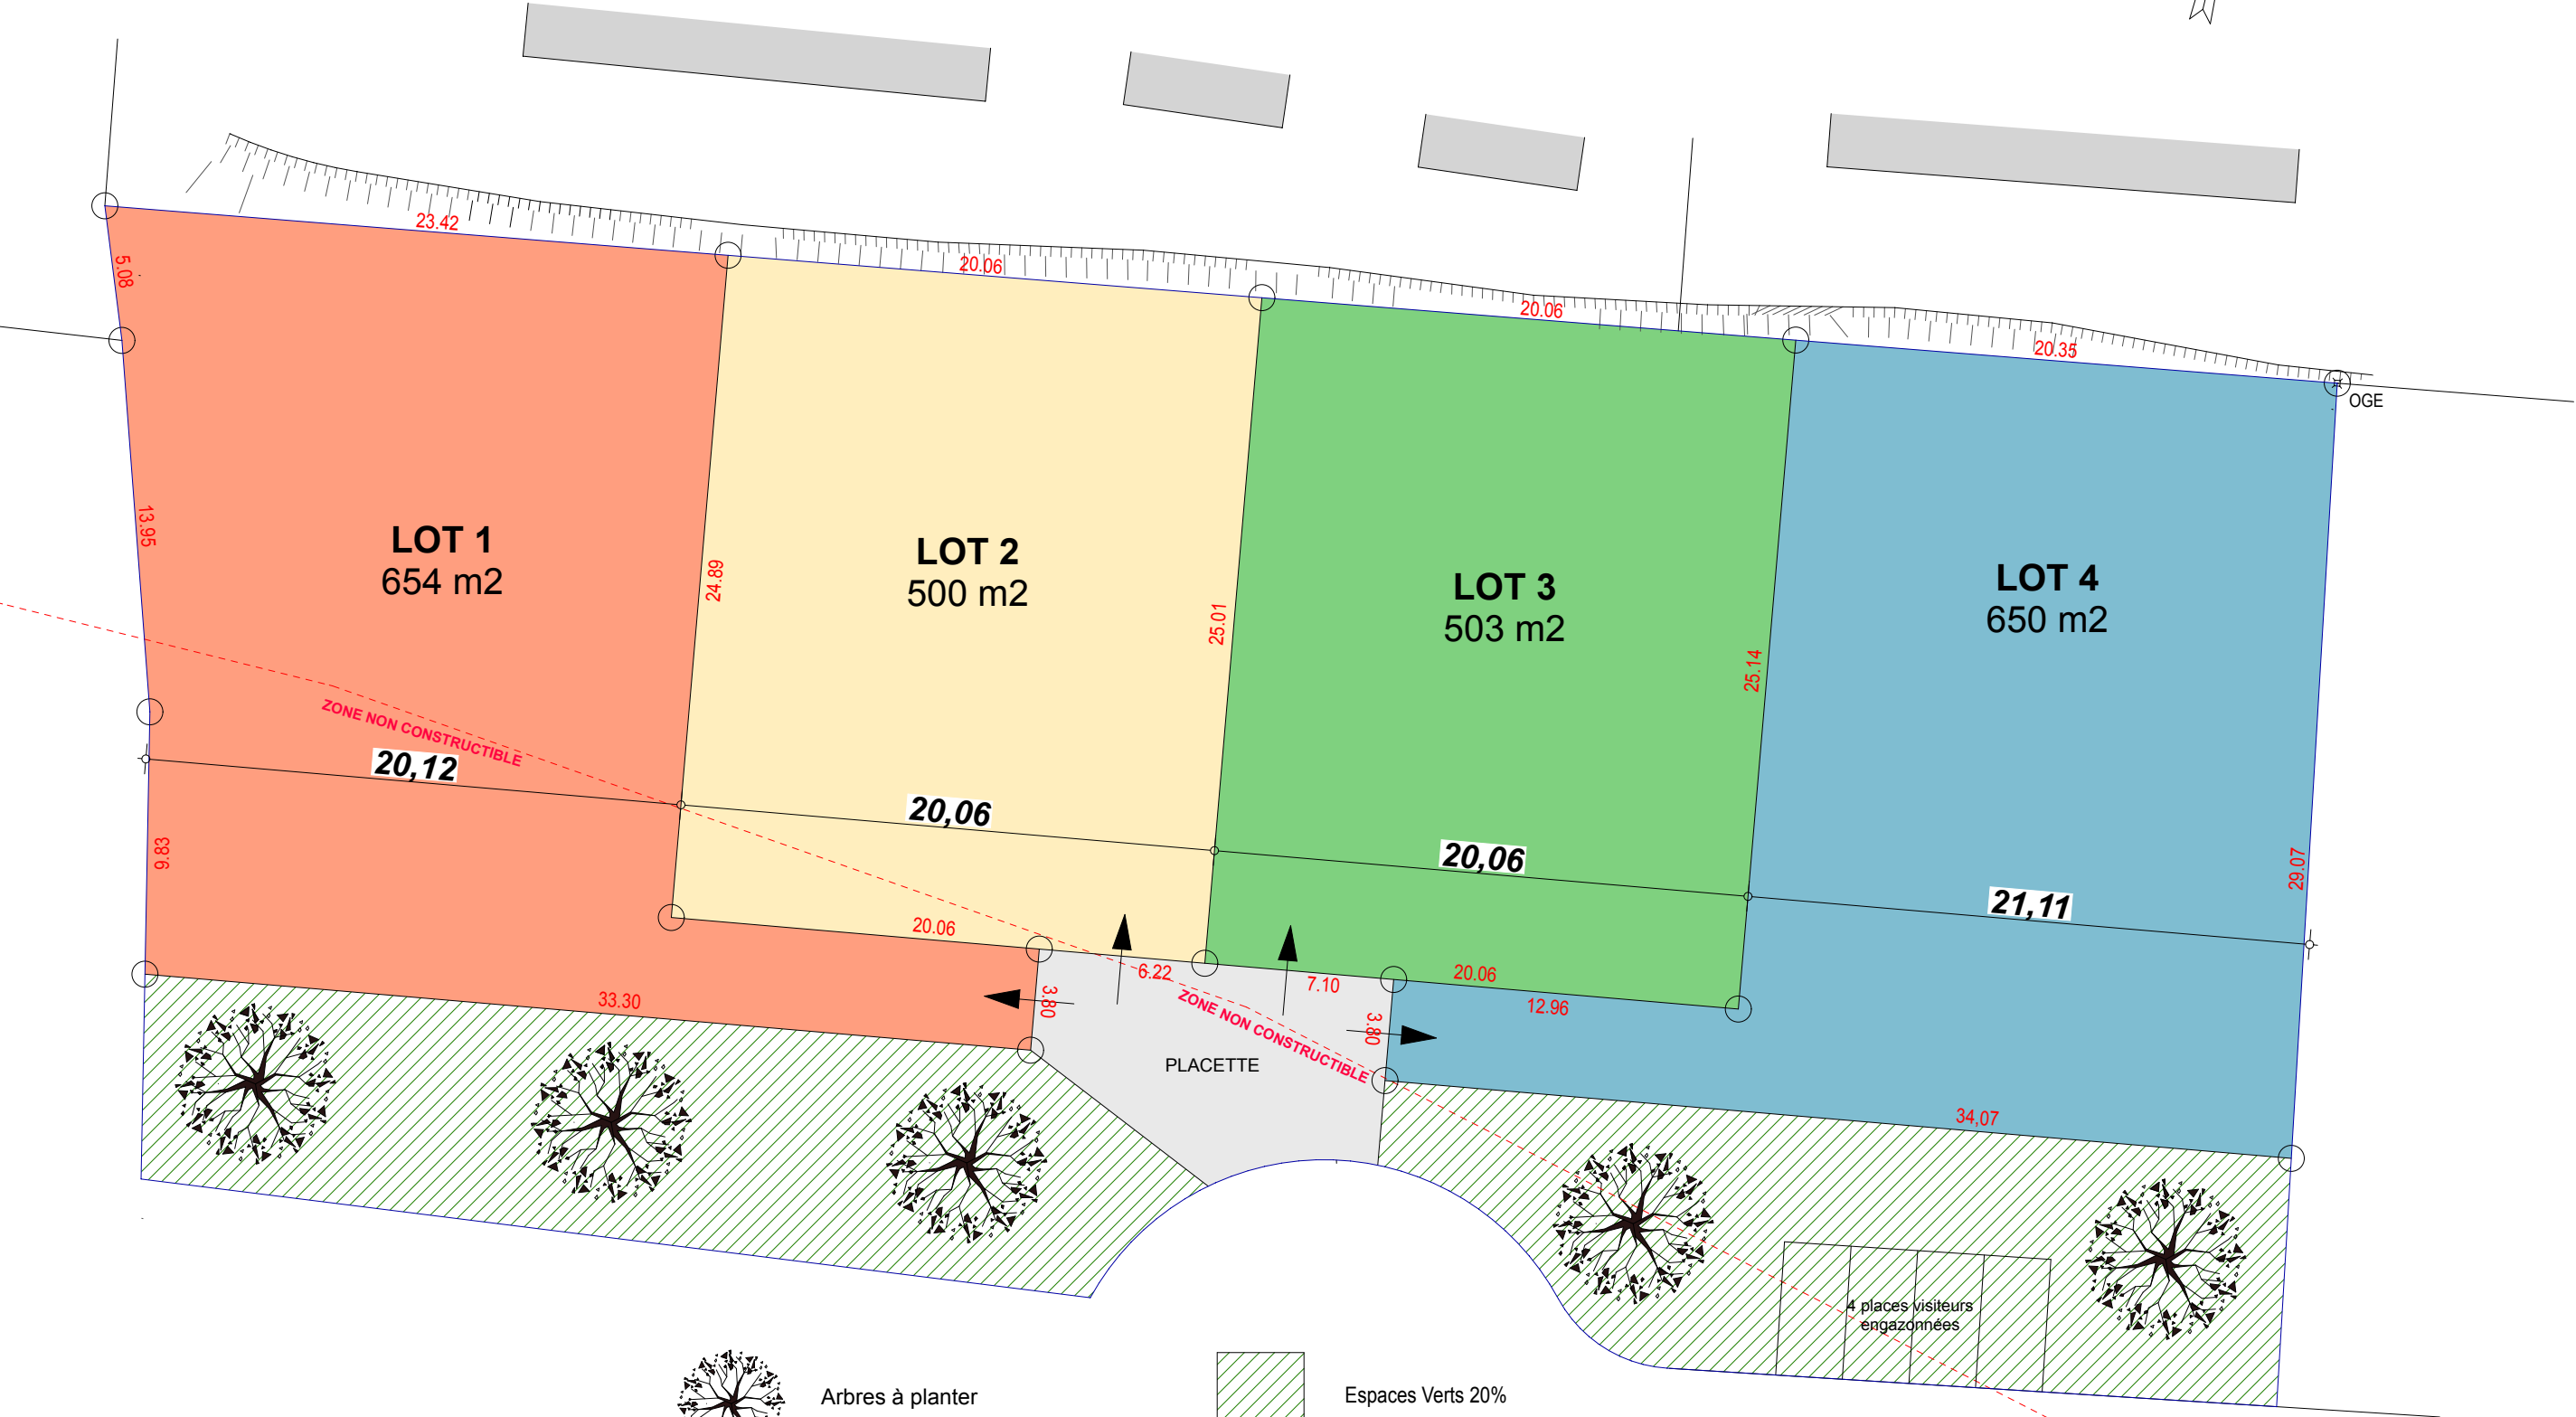 23.42
20.06
20.06
20.35
OGE
5.08
13.95
9.83
LOT 1
654 m2
24.89
LOT 2
500 m2
25.01
LOT 3
503 m2
25.14
LOT 4
650 m2
29.07
ZONE NON CONSTRUCTIBLE
20,12
20,06
20,06
21,11
20.06
6.22
7.10
20.06
12.96
33.30
3.80
3.80
ZONE NON CONSTRUCTIBLE
PLACETTE
34,07
4 places visiteurs
engazonnées
Arbres à planter
Espaces Verts 20%